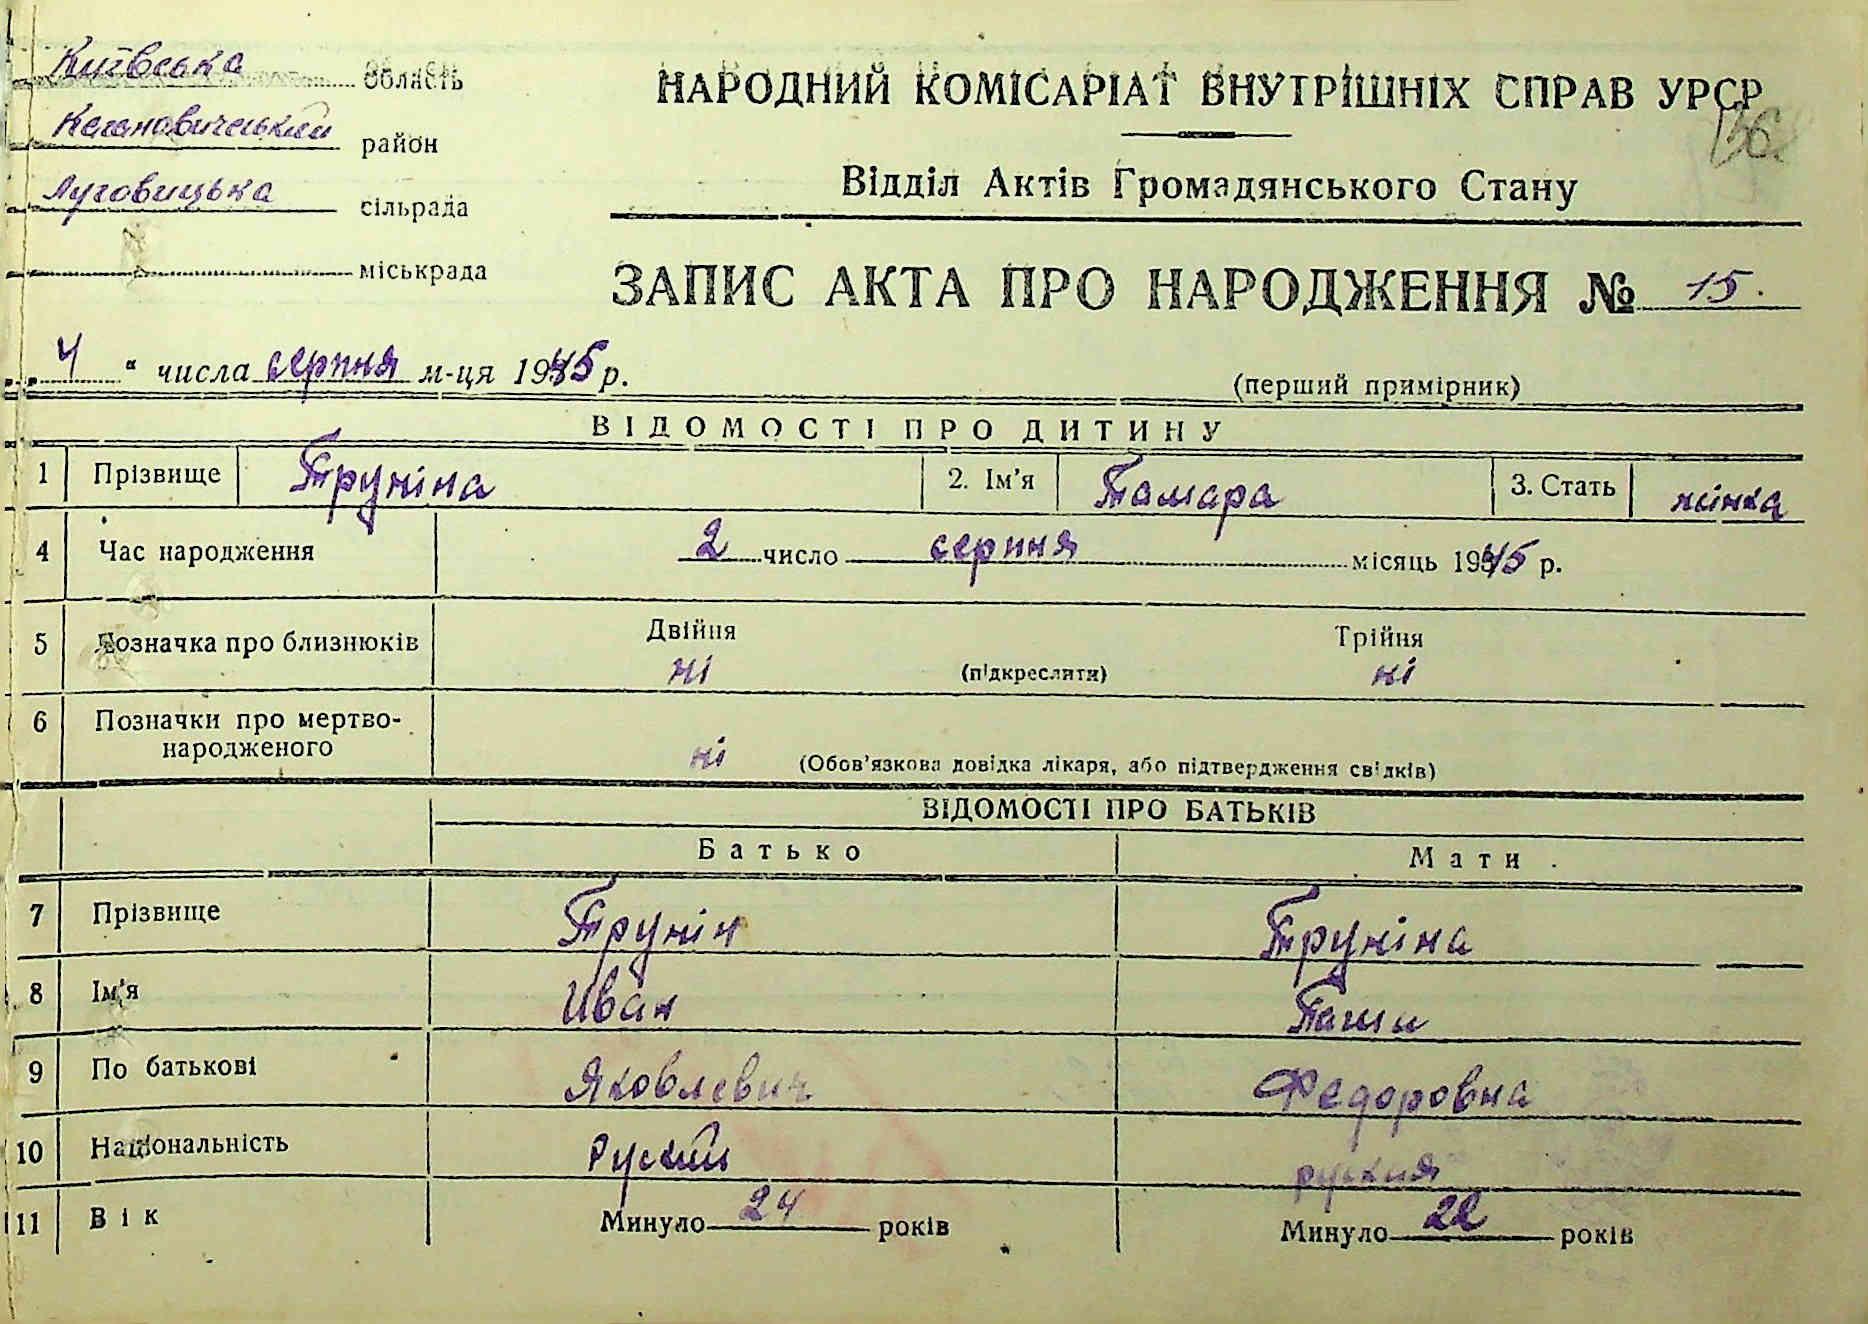 Київська область
Кагановичський район
Луговицька сільрада
міськрада
НАРОДНИЙ КОМІСАРІАТ ВНУТРІШНІХ СПРАВ УРСР
136
Відділ Актів Громадянського Стану
ЗАПИС АКТА ПРО НАРОДЖЕННЯ № 15.
„4“ числа серпня м-ця 1945 р.
(перший примірник)
ВІДОМОСТІ ПРО ДИТИНУ
1 Прізвище Труніна 2. Ім'я Тамара 3. Стать жінка
4 Час народження 2 число серпня місяць 1945 р.
5 Позначка про близнюків Двійня ні (підкреслити) Трійня ні
6 Позначки про мертво-
народженого ні (Обов'язкова довідка лікаря, або підтвердження свідків)
ВІДОМОСТІ ПРО БАТЬКІВ
Батько Мати
7 Прізвище Трунін Труніна
8 Ім'я Иван
9 По батькові Яковлевич Федоровна
10 Національність Руский руская
11 Вік Минуло 24 років Минуло 22 років